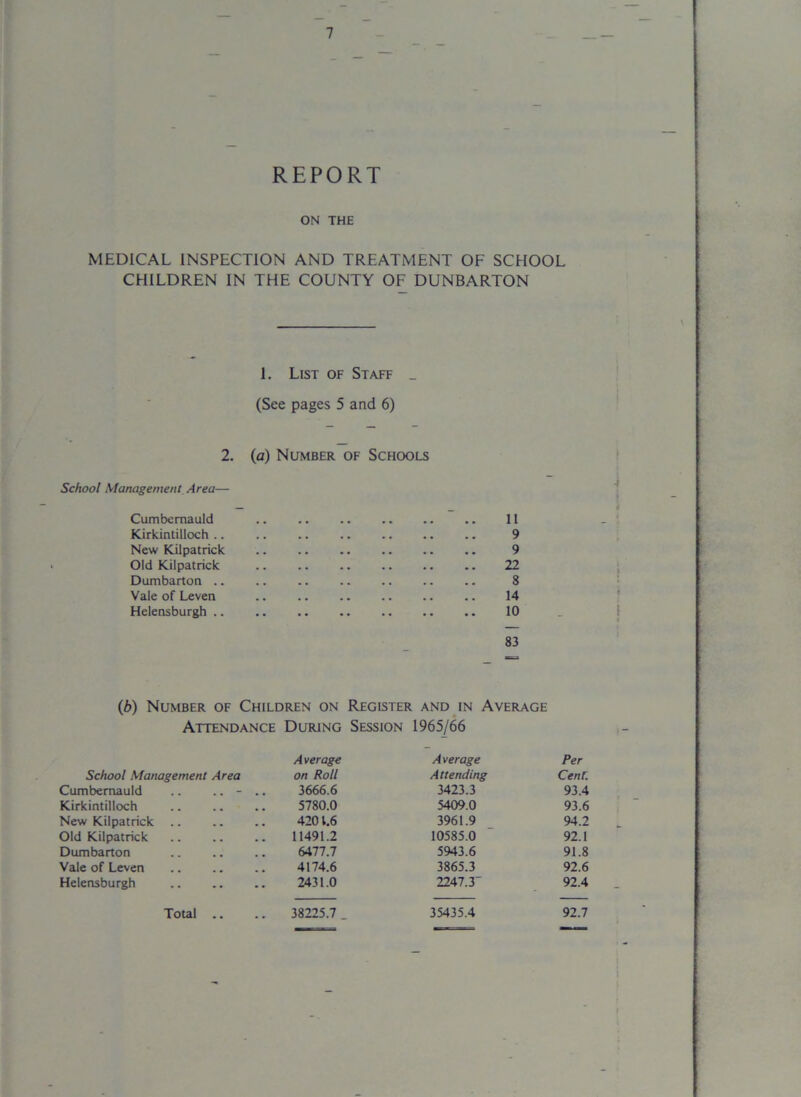 7
REPORT
ON THE
MEDICAL INSPECTION AND TREATMENT OF SCHOOL
CHILDREN IN THE COUNTY OF DUNBARTON
1. LIST OF STAFF
(See pages 5 and 6)
2. (a) NUMBER OF SCHOOLS
School Management Area—
Cumbernauld .. .. .. .. .. .. 11
Kirkintilloch .. .. .. .. .. .. .. 9
New Kilpatrick .. .. .. .. .. .. 9
Old Kilpatrick .. .. .. .. .. .. 22
Dumbarton .. .. .. .. .. .. .. 8
Vale of Leven .. .. .. .. .. .. 14
Helensburgh .. .. .. .. .. .. .. 10
83
(b) NUMBER OF CHILDREN ON REGISTER AND IN AVERAGE
ATTENDANCE DURING SESSION 1965/66
Average Average Per
School Management Area on Roll Attending Cent.
Cumbernauld .. .. .. 3666.6 3423.3 93.4
Kirkintilloch .. .. .. 5780.0 5409.0 93.6
New Kilpatrick .. .. .. 4201.6 3961.9 94.2
Old Kilpatrick .. .. .. 11491.2 10585.0 92.1
Dumbarton .. .. .. 6477.7 5943.6 91.8
Vale of Leven .. .. .. 4174.6 3865.3 92.6
Helensburgh .. .. .. 2431.0 2247.3 92.4
Total .. .. 38225.7 35435.4 92.7